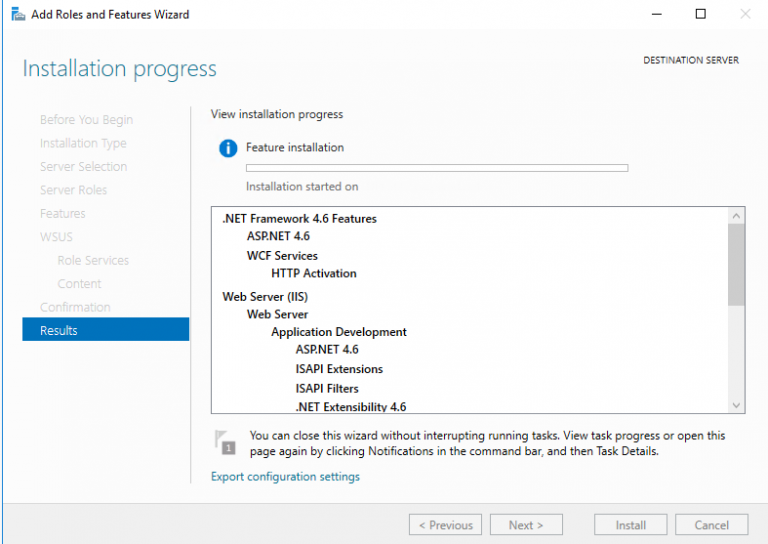 Add Roles and Features Wizard
Installation progress
DESTINATION SERVER
Before You Begin
Installation Type
Server Selection
Server Roles
Features
WSUS
Role Services
Content
Confirmation
Results
View installation progress
Feature installation
Installation started on
.NET Framework 4.6 Features
ASP.NET 4.6
WCF Services
HTTP Activation
Web Server (IIS)
Web Server
Application Development
ASP.NET 4.6
ISAPI Extensions
ISAPI Filters
.NET Extensibility 4.6
1
You can close this wizard without interrupting running tasks. View task progress or open this
page again by clicking Notifications in the command bar, and then Task Details.
Export configuration settings
< Previous
Next >
Install
Cancel